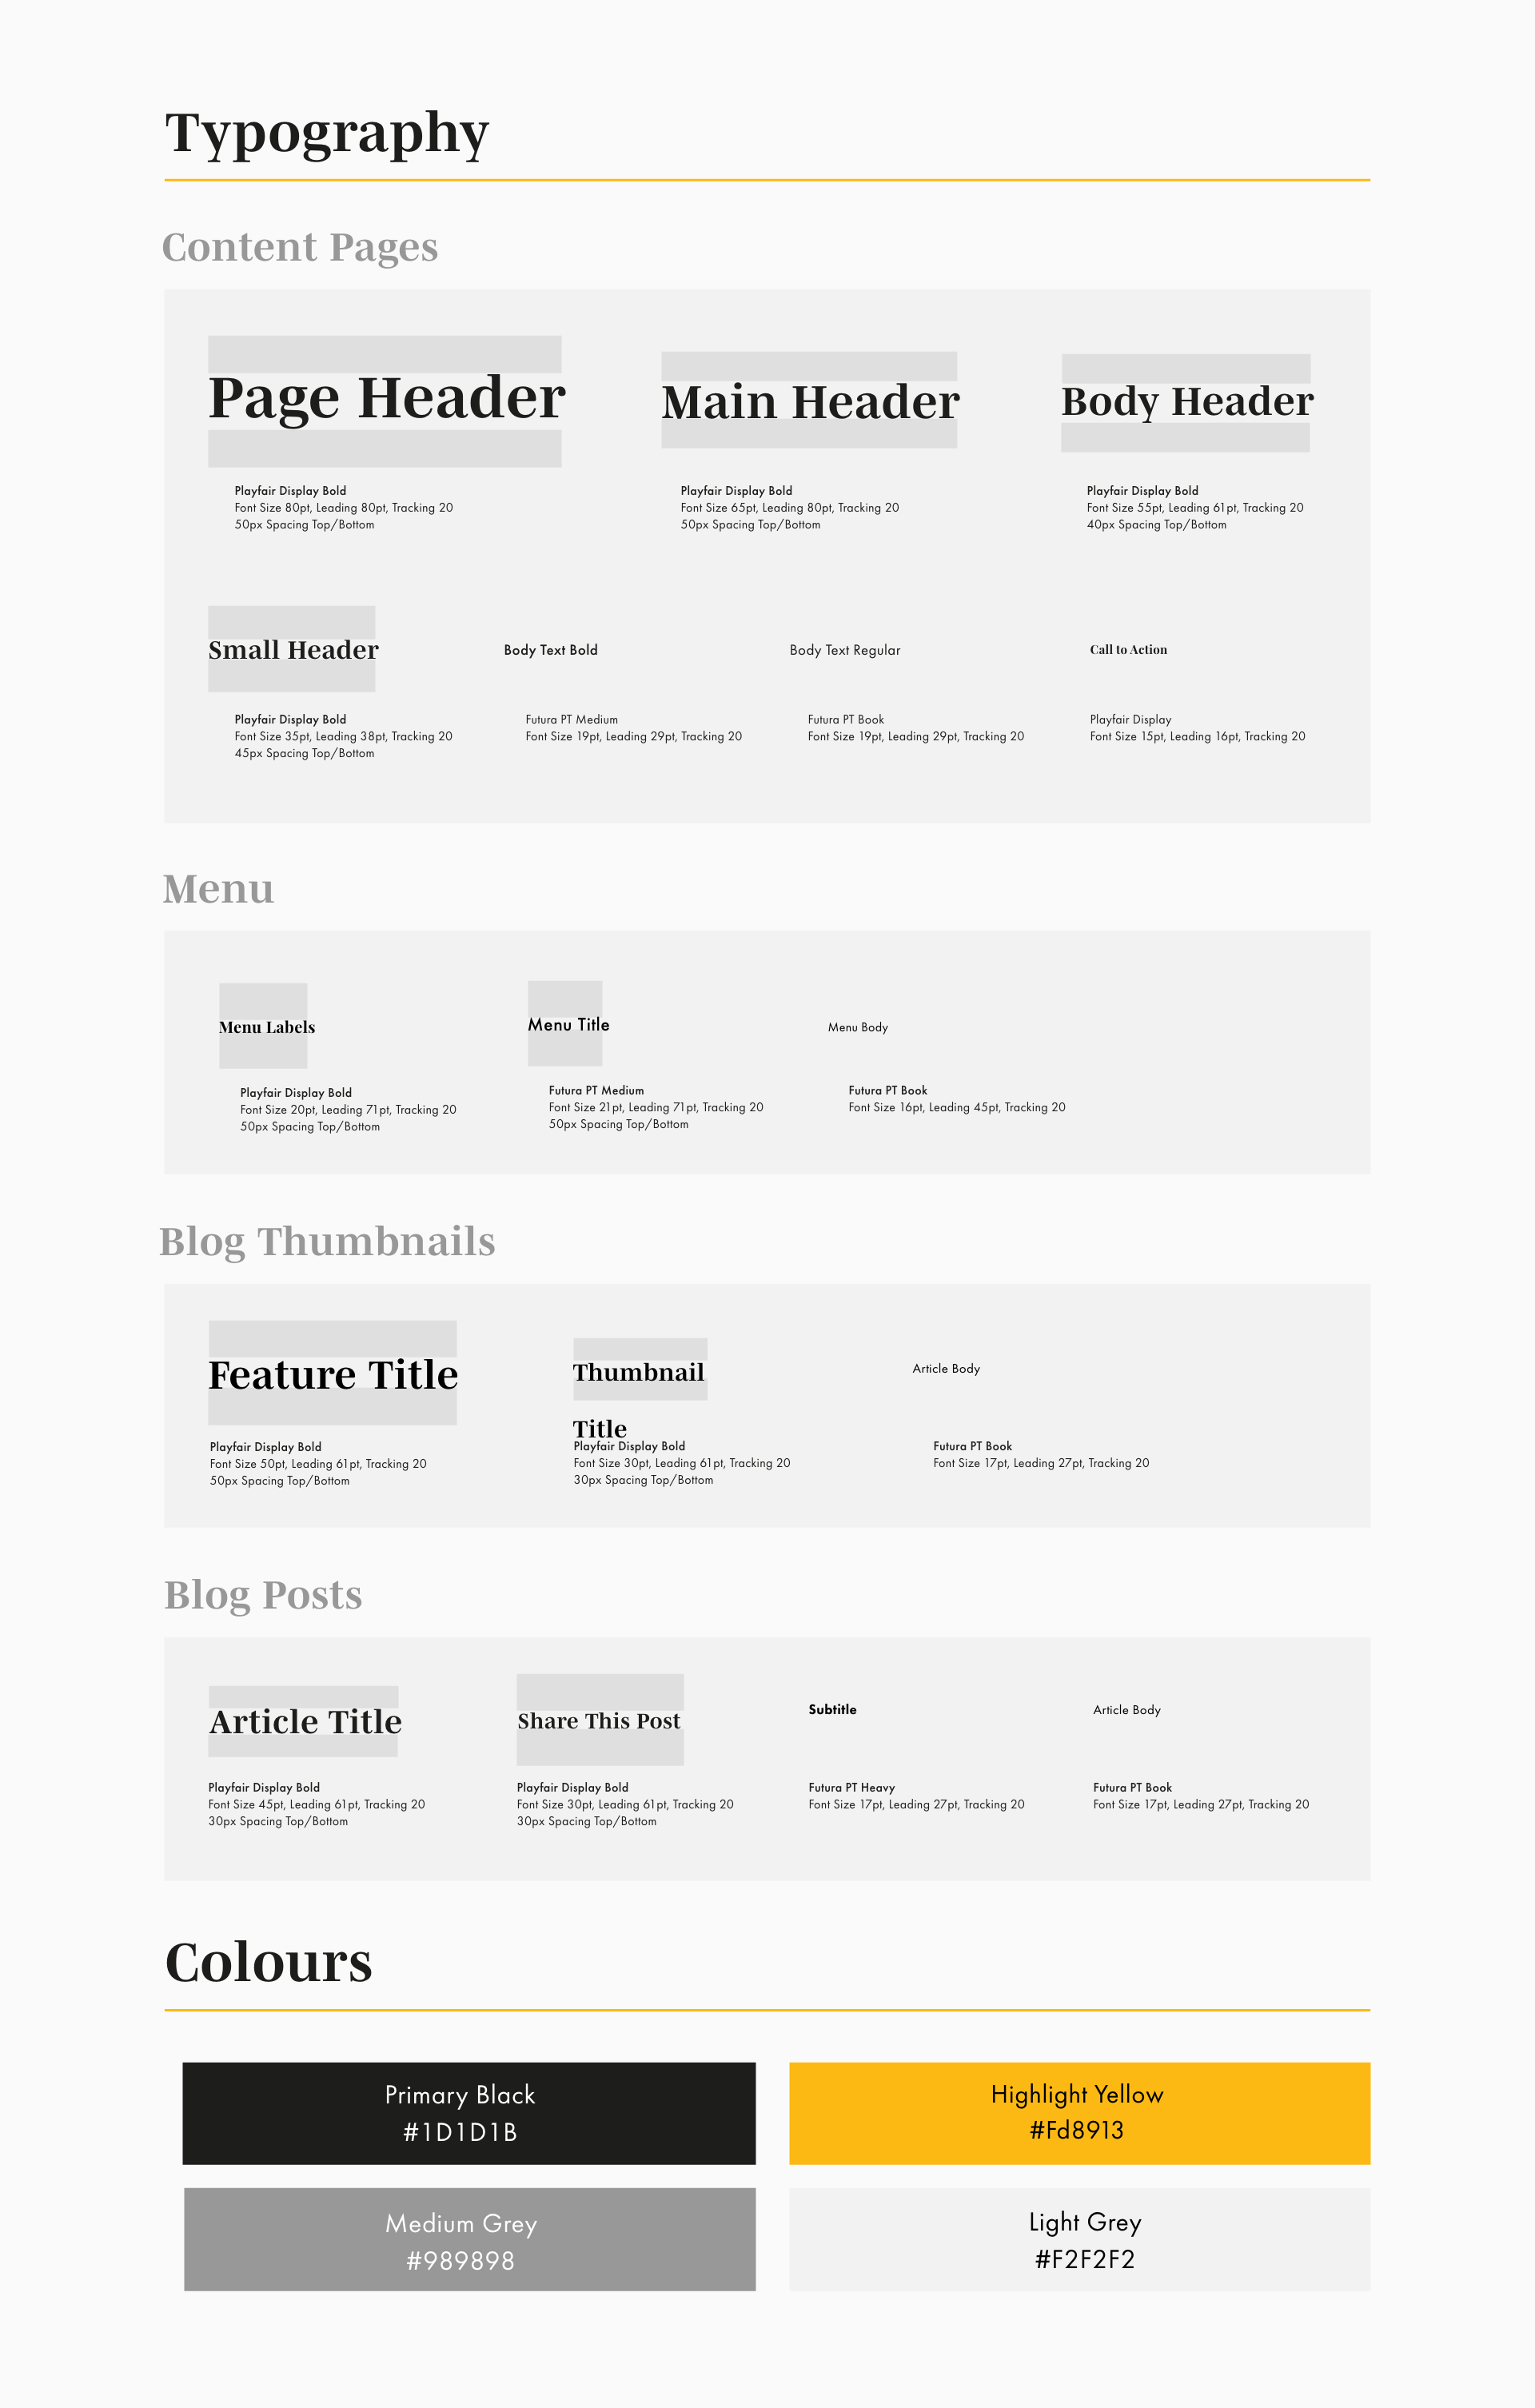 Typography
Content Pages
Page Header
Playfair Display Bold
Font Size 80pt, Leading 80pt, Tracking 20
50px Spacing Top/Bottom
Main Header
Playfair Display Bold
Font Size 65pt, Leading 80pt, Tracking 20
50px Spacing Top/Bottom
Body Header
Playfair Display Bold
Font Size 55pt, Leading 61pt, Tracking 20
40px Spacing Top/Bottom
Small Header
Playfair Display Bold
Font Size 35pt, Leading 38pt, Tracking 20
45px Spacing Top/Bottom
Body Text Bold
Futura PT Medium
Font Size 19pt, Leading 29pt, Tracking 20
Body Text Regular
Futura PT Book
Font Size 19pt, Leading 29pt, Tracking 20
Call to Action
Playfair Display
Font Size 15pt, Leading 16pt, Tracking 20
Menu
Menu Labels
Playfair Display Bold
Font Size 20pt, Leading 71pt, Tracking 20
50px Spacing Top/Bottom
Menu Title
Futura PT Medium
Font Size 21pt, Leading 71pt, Tracking 20
50px Spacing Top/Bottom
Menu Body
Futura PT Book
Font Size 16pt, Leading 45pt, Tracking 20
Blog Thumbnails
Feature Title
Playfair Display Bold
Font Size 50pt, Leading 61pt, Tracking 20
50px Spacing Top/Bottom
Thumbnail
Title
Playfair Display Bold
Font Size 30pt, Leading 61pt, Tracking 20
30px Spacing Top/Bottom
Article Body
Futura PT Book
Font Size 17pt, Leading 27pt, Tracking 20
Blog Posts
Article Title
Playfair Display Bold
Font Size 45pt, Leading 61pt, Tracking 20
30px Spacing Top/Bottom
Share This Post
Playfair Display Bold
Font Size 30pt, Leading 61pt, Tracking 20
30px Spacing Top/Bottom
Subtitle
Futura PT Heavy
Font Size 17pt, Leading 27pt, Tracking 20
Article Body
Futura PT Book
Font Size 17pt, Leading 27pt, Tracking 20
Colours
Primary Black
#1D1D1B
Highlight Yellow
#Fd8913
Medium Grey
#989898
Light Grey
#F2F2F2